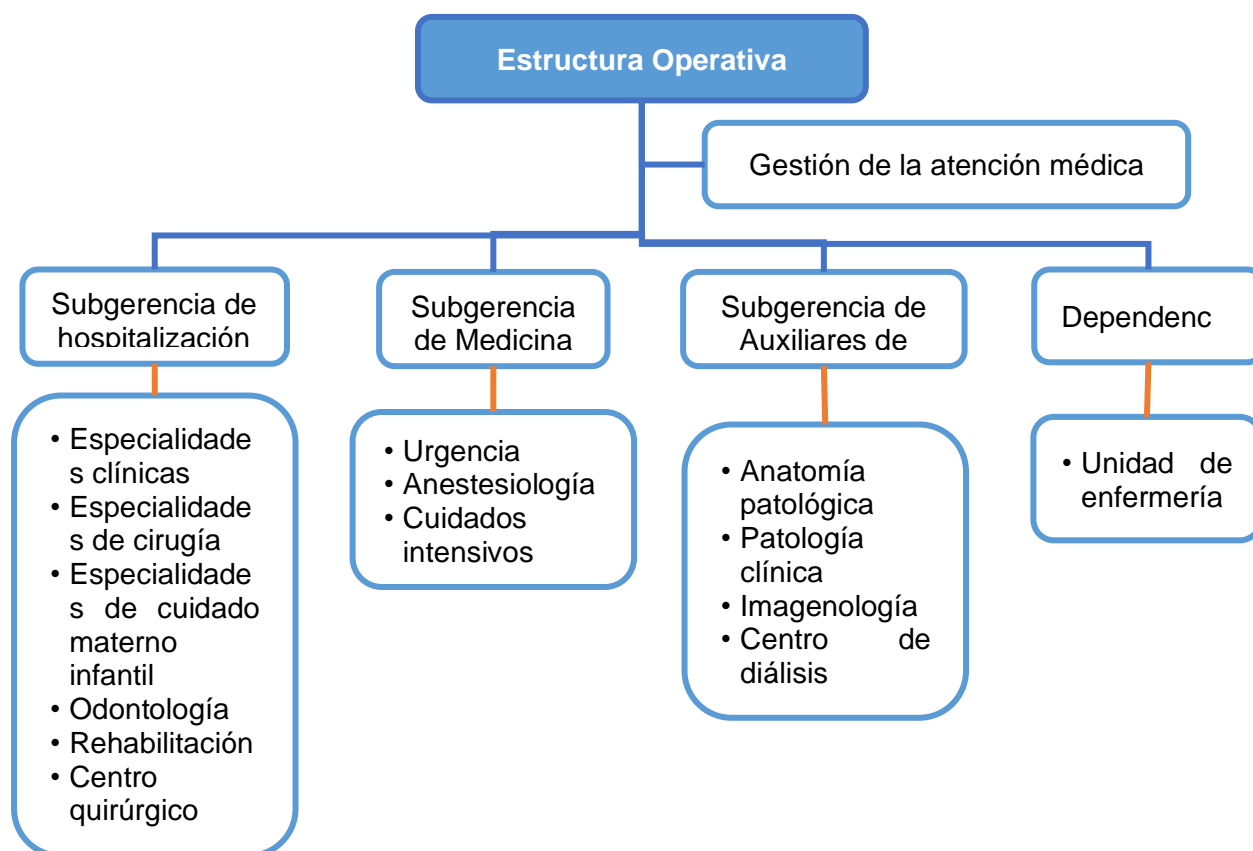 Estructura Operativa
Gestión de la atención médica
Subgerencia de
hospitalización
Subgerencia
de Medicina
Subgerencia de
Auxiliares de
Dependenc
• Especialidade
s clínicas
• Especialidade
s de cirugía
• Especialidade
s de cuidado
materno
infantil
• Odontología
• Rehabilitación
• Centro
quirúrgico
• Urgencia
• Anestesiología
• Cuidados
intensivos
• Anatomía
patológica
• Patología
clínica
• Imagenología
• Centro de
diálisis
• Unidad de
enfermería